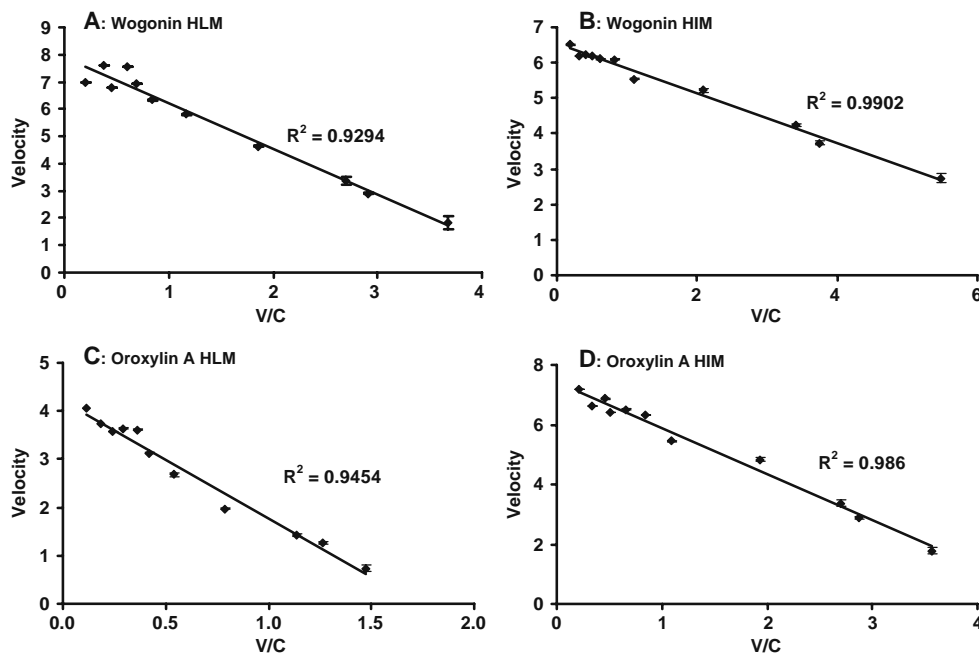 A: Wogonin HLM
9
8
7
6
5
4
3
2
1
0
Velocity
R² = 0.9294
0 1 2 3 4
V/C
B: Wogonin HIM
7
6
5
4
3
2
1
0
Velocity
R² = 0.9902
0 2 4 6
V/C
C: Oroxylin A HLM
5
4
3
2
1
0
Velocity
R² = 0.9454
0.0 0.5 1.0 1.5 2.0
V/C
D: Oroxylin A HIM
8
6
4
2
0
Velocity
R² = 0.986
0 1 2 3 4
V/C